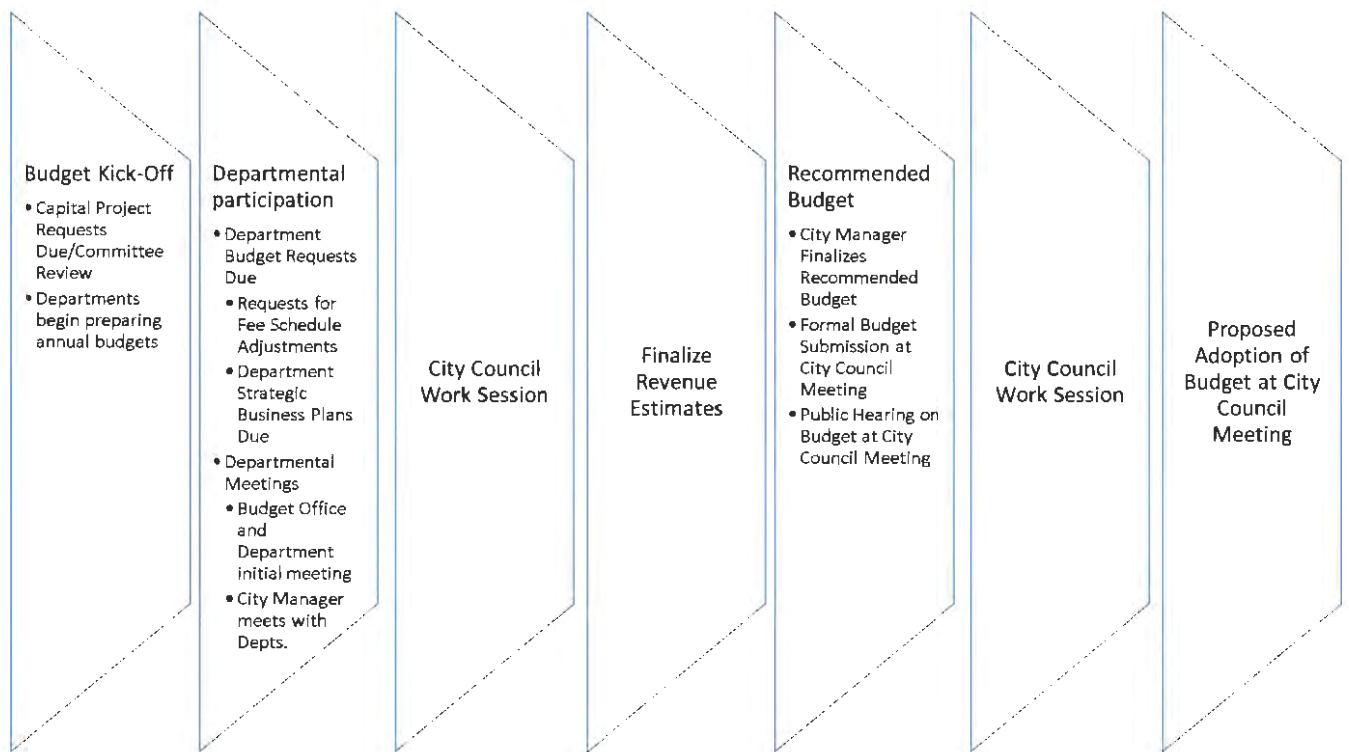 Budget Kick-Off
• Capital Project
Requests
Due/Committee
Review
• Departments
begin preparing
annual budgets
Departmental
participation
• Department
Budget Requests
Due
• Requests for
Fee Schedule
Adjustments
• Department
Strategic
Business Plans
Due
• Departmental
Meetings
• Budget Office
and
Department
initial meeting
• City Manager
meets with
Depts.
City Council
Work Session
Finalize
Revenue
Estimates
Recommended
Budget
• City Manager
Finalizes
Recommended
Budget
• Formal Budget
Submission at
City Council
Meeting
• Public Hearing on
Budget at City
Council Meeting
City Council
Work Session
Proposed
Adoption of
Budget at City
Council
Meeting